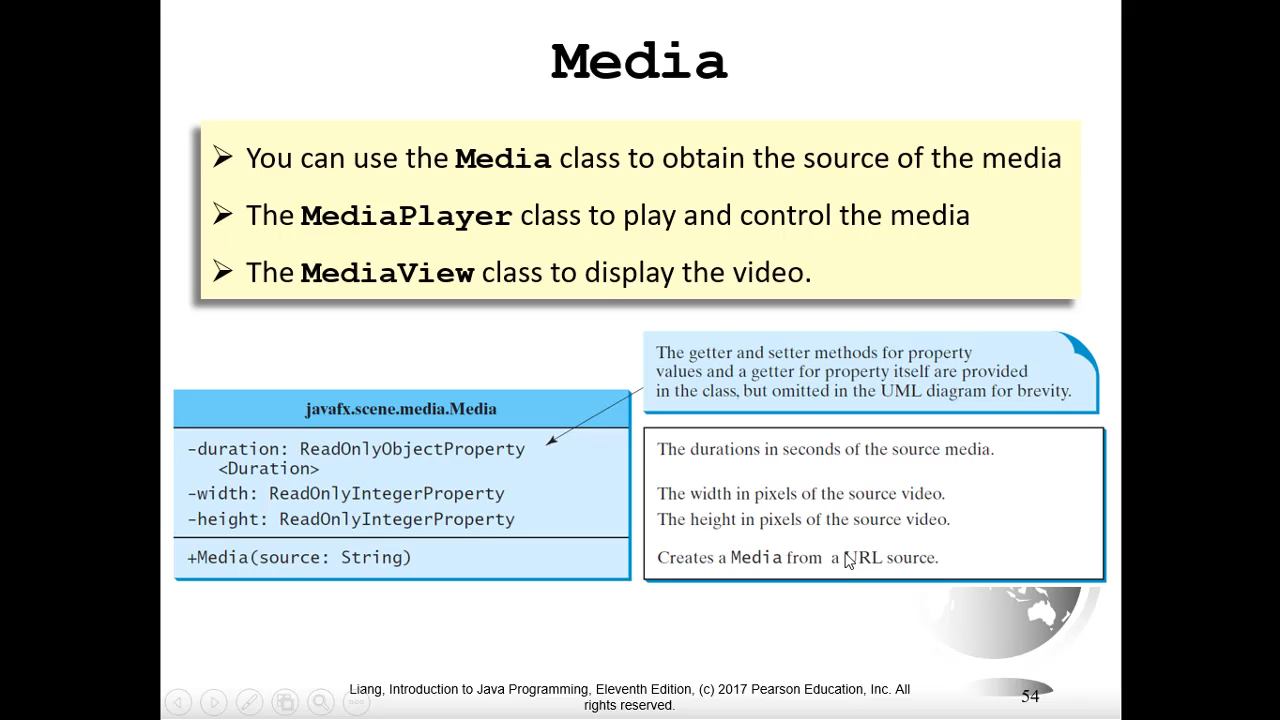 Media
➢ You can use the Media class to obtain the source of the media
➢ The MediaPlayer class to play and control the media
➢ The MediaView class to display the video.
The getter and setter methods for property
values and a getter for property itself are provided
in the class, but omitted in the UML diagram for brevity.
javafx.scene.media.Media
-duration: ReadOnlyObjectProperty
<Duration>
-width: ReadOnlyIntegerProperty
-height: ReadOnlyIntegerProperty
+Media(source: String)
The durations in seconds of the source media.
The width in pixels of the source video.
The height in pixels of the source video.
Creates a Media from a URL source.
Liang, Introduction to Java Programming, Eleventh Edition, (c) 2017 Pearson Education, Inc. All
rights reserved.
54